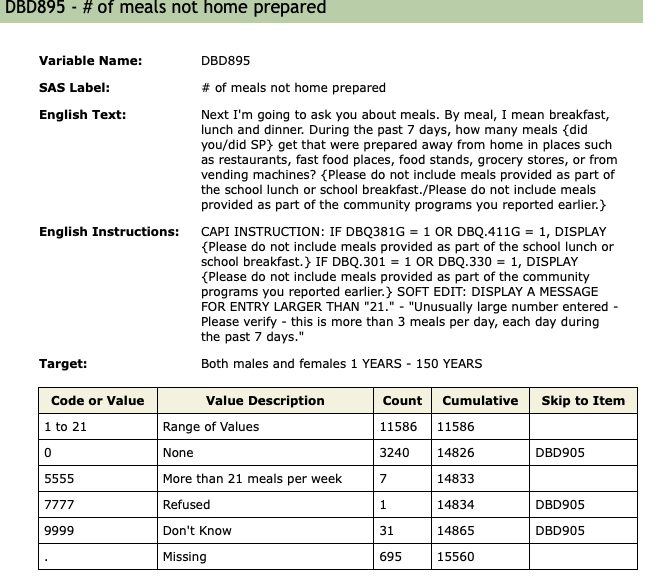 DBD895 - # of meals not home prepared
Variable Name: DBD895
SAS Label: # of meals not home prepared
English Text: Next I'm going to ask you about meals. By meal, I mean breakfast,
lunch and dinner. During the past 7 days, how many meals {did
you/did SP} get that were prepared away from home in places such
as restaurants, fast food places, food stands, grocery stores, or from
vending machines? {Please do not include meals provided as part of
the school lunch or school breakfast./Please do not include meals
provided as part of the community programs you reported earlier.}
English Instructions: CAPI INSTRUCTION: IF DBQ381G = 1 OR DBQ.411G = 1, DISPLAY
{Please do not include meals provided as part of the school lunch or
school breakfast.} IF DBQ.301 = 1 OR DBQ.330 = 1, DISPLAY
{Please do not include meals provided as part of the community
programs you reported earlier.} SOFT EDIT: DISPLAY A MESSAGE
FOR ENTRY LARGER THAN "21." - "Unusually large number entered -
Please verify - this is more than 3 meals per day, each day during
the past 7 days."
Target: Both males and females 1 YEARS - 150 YEARS
Code or Value Value Description Count Cumulative Skip to Item
1 to 21 Range of Values 11586 11586
0 None 3240 14826 DBD905
5555 More than 21 meals per week 7 14833
7777 Refused 1 14834 DBD905
9999 Don't Know 31 14865 DBD905
. Missing 695 15560